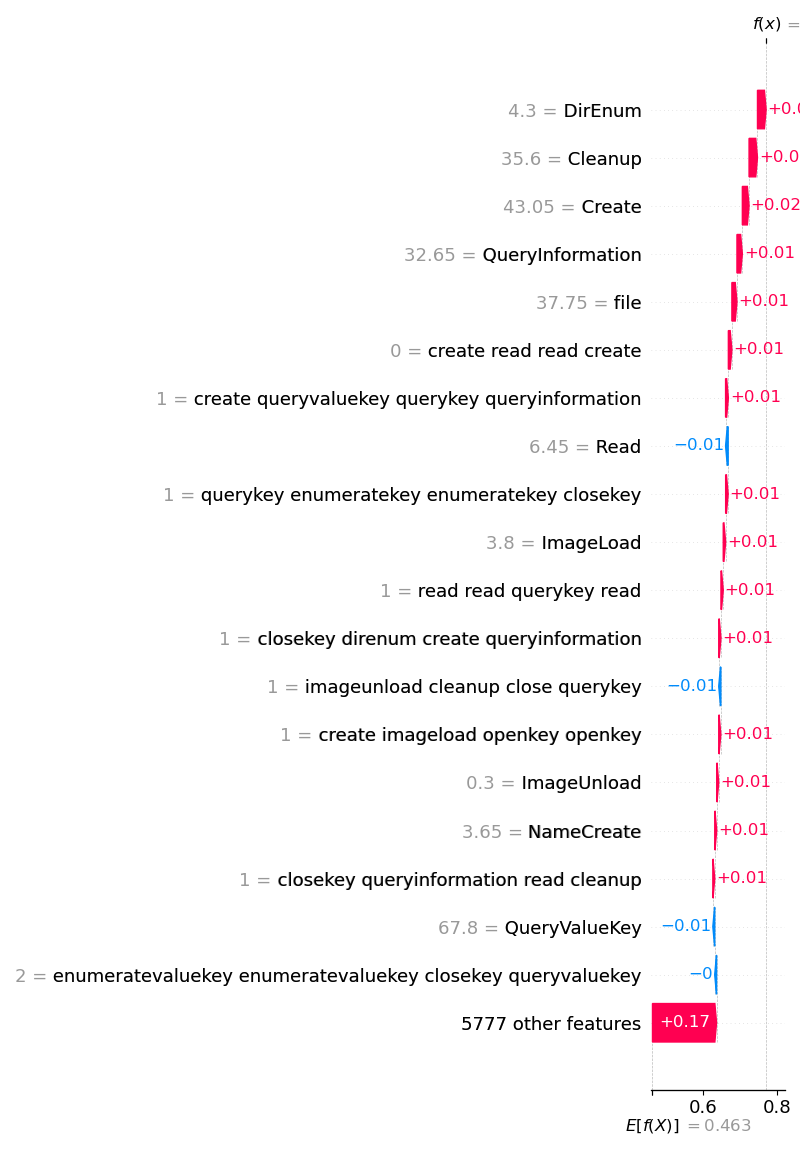 f(x) =
4.3 = DirEnum
35.6 = Cleanup
+0.0
43.05 = Create
+0.02
32.65 = QueryInformation
+0.01
37.75 = file
+0.01
0 = create read read create
+0.01
1 = create queryvaluekey querykey queryinformation
+0.01
6.45 = Read
−0.01
1 = querykey enumeratekey enumeratekey closekey
+0.01
3.8 = ImageLoad
+0.01
1 = read read querykey read
+0.01
1 = closekey direnum create queryinformation
+0.01
1 = imageunload cleanup close querykey
−0.01
1 = create imageload openkey openkey
+0.01
0.3 = ImageUnload
+0.01
3.65 = NameCreate
+0.01
1 = closekey queryinformation read cleanup
+0.01
67.8 = QueryValueKey
−0.01
2 = enumeratevaluekey enumeratevaluekey closekey queryvaluekey
−0
5777 other features
+0.17
0.6 0.8
E[f(X)] = 0.463